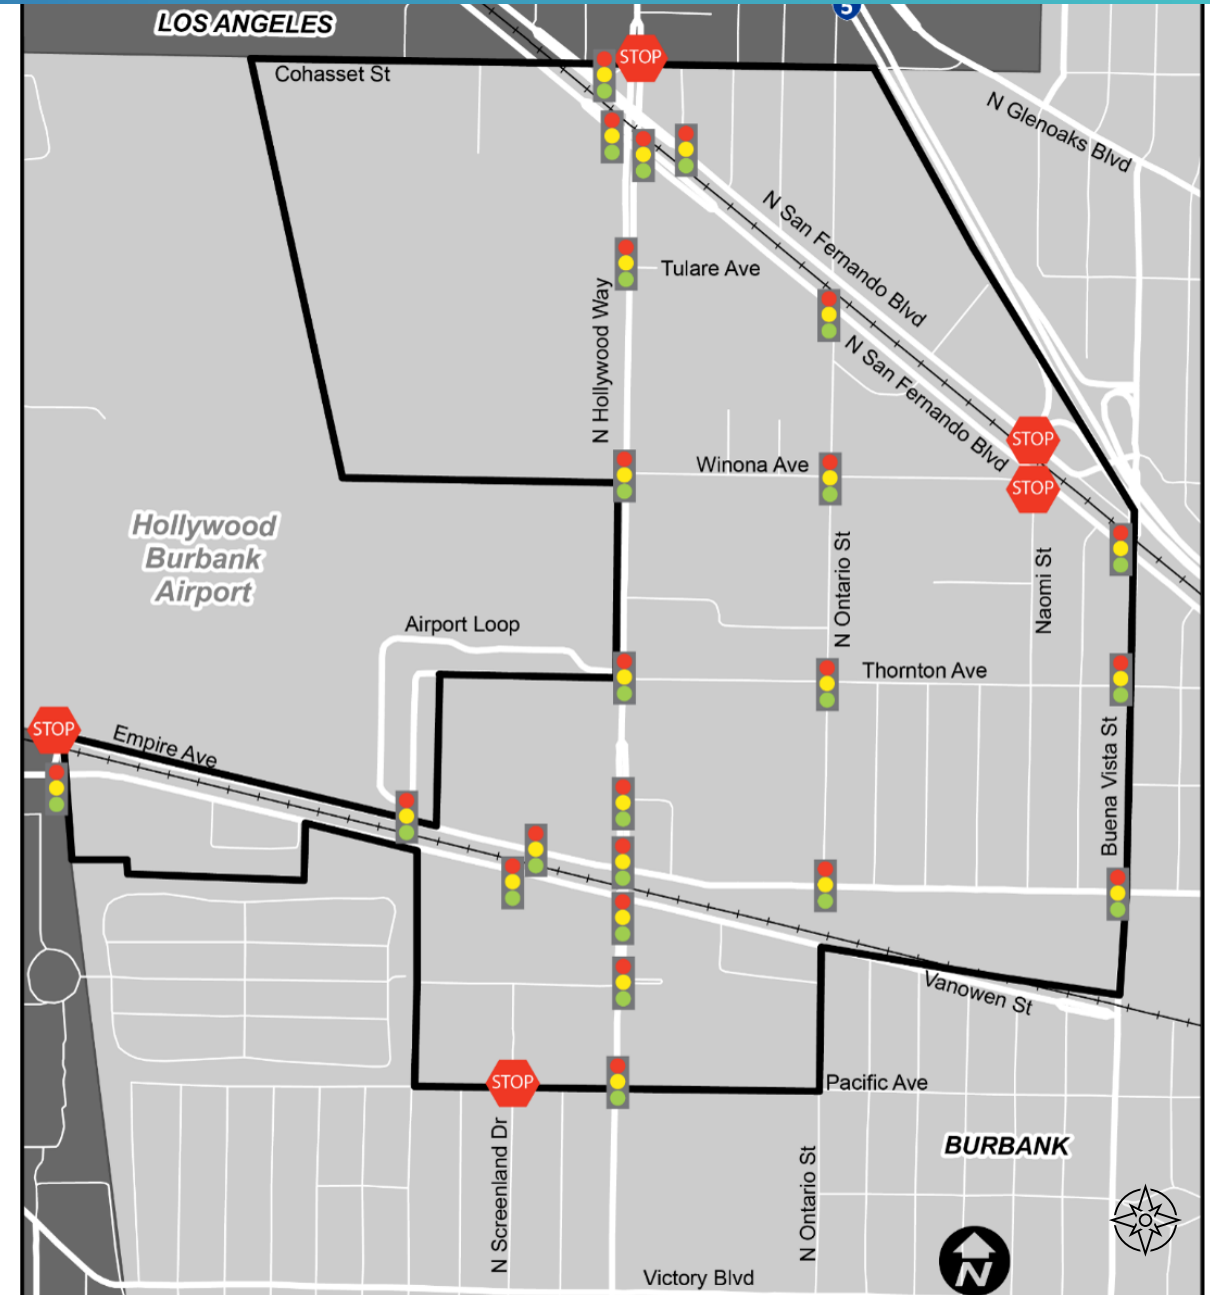 LOS ANGELES
5
STOP
Cohasset St
N Glenoaks Blvd
N San Fernando Blvd
Tulare Ave
N Hollywood Way
N San Fernando Blvd
STOP
Winona Ave
STOP
Hollywood
Burbank
Airport
N Ontario St
Naomi St
Airport Loop
Thornton Ave
STOP
Empire Ave
Buena Vista St
Vanowen St
STOP
Pacific Ave
N Screenland Dr
N Ontario St
BURBANK
N
Victory Blvd